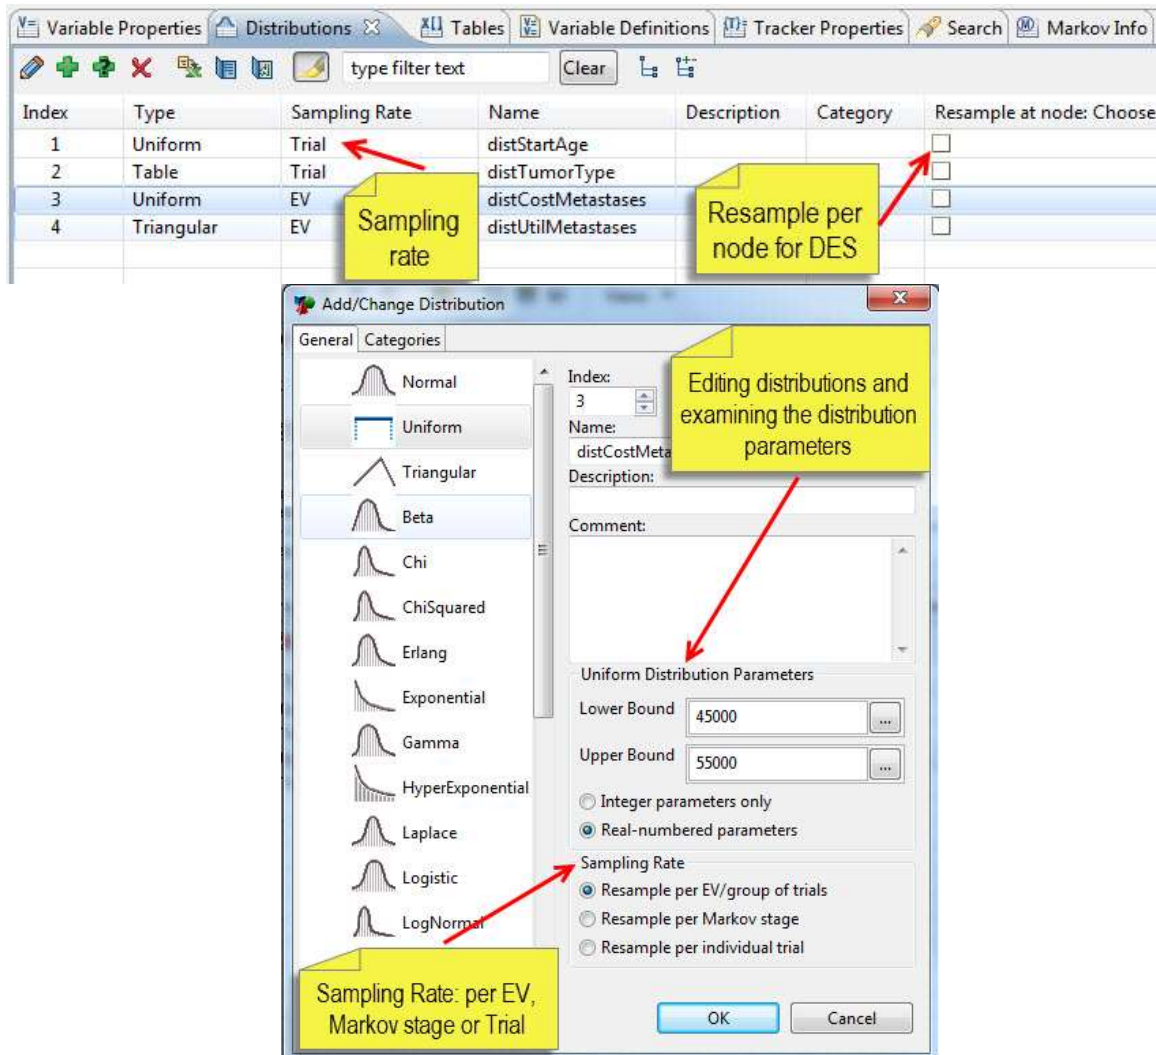 Variable Properties Distributions Tables Variable Definitions Tracker Properties Search Markov Info
type filter text Clear
Index Type Sampling Rate Name Description Category Resample at node: Choose
1 Uniform Trial distStartAge
2 Table Trial distTumorType
3 Uniform EV distCostMetastases
4 Triangular EV distUtilMetastases
Sampling
rate
Resample per
node for DES
Add/Change Distribution
General Categories
Normal
Uniform
Triangular
Beta
Chi
ChiSquared
Erlang
Exponential
Gamma
HyperExponential
Laplace
Logistic
LogNormal
Index:
3
Name:
distCostMeta
Description:
Comment:
Editing distributions and
examining the distribution
parameters
Uniform Distribution Parameters
Lower Bound 45000 ...
Upper Bound 55000 ...
Integer parameters only
Real-numbered parameters
Sampling Rate
Resample per EV/group of trials
Resample per Markov stage
Resample per individual trial
Sampling Rate: per EV,
Markov stage or Trial
OK Cancel